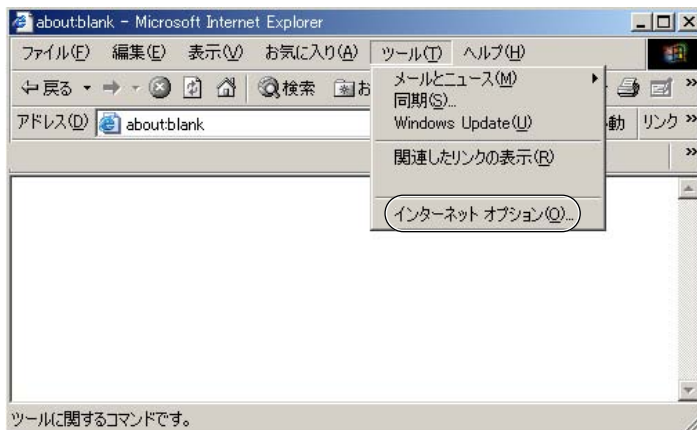 about:blank - Microsoft Internet Explorer
ファイル(F) 編集(E) 表示(V) お気に入り(A) ツール(T) ヘルプ(H)
戻る 検索 お
アドレス(D) about:blank 動 リンク »
メールとニュース(M)
同期(S)...
Windows Update(U)
関連したリンクの表示(R)
インターネット オプション(O)...
ツールに関するコマンドです。